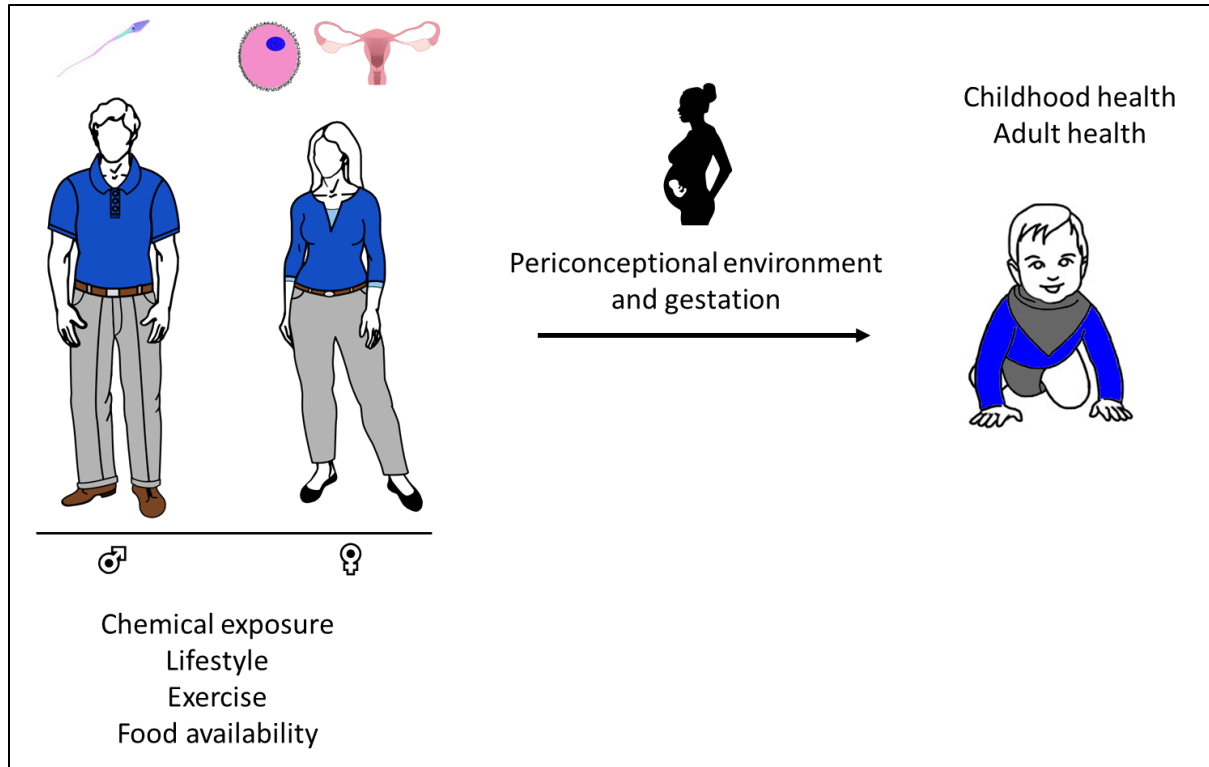 Childhood health
Adult health
Periconceptional environment
and gestation
♂
♀
Chemical exposure
Lifestyle
Exercise
Food availability